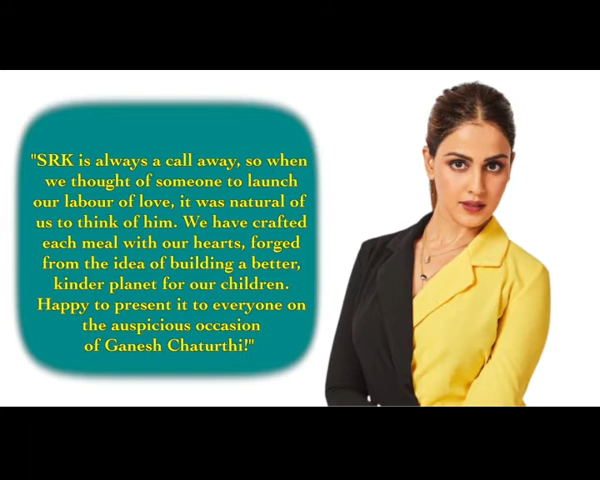 "SRK is always a call away, so when
we thought of someone to launch
our labour of love, it was natural of
us to think of him. We have crafted
each meal with our hearts, forged
from the idea of building a better,
kinder planet for our children.
Happy to present it to everyone on
the auspicious occasion
of Ganesh Chaturthi!"